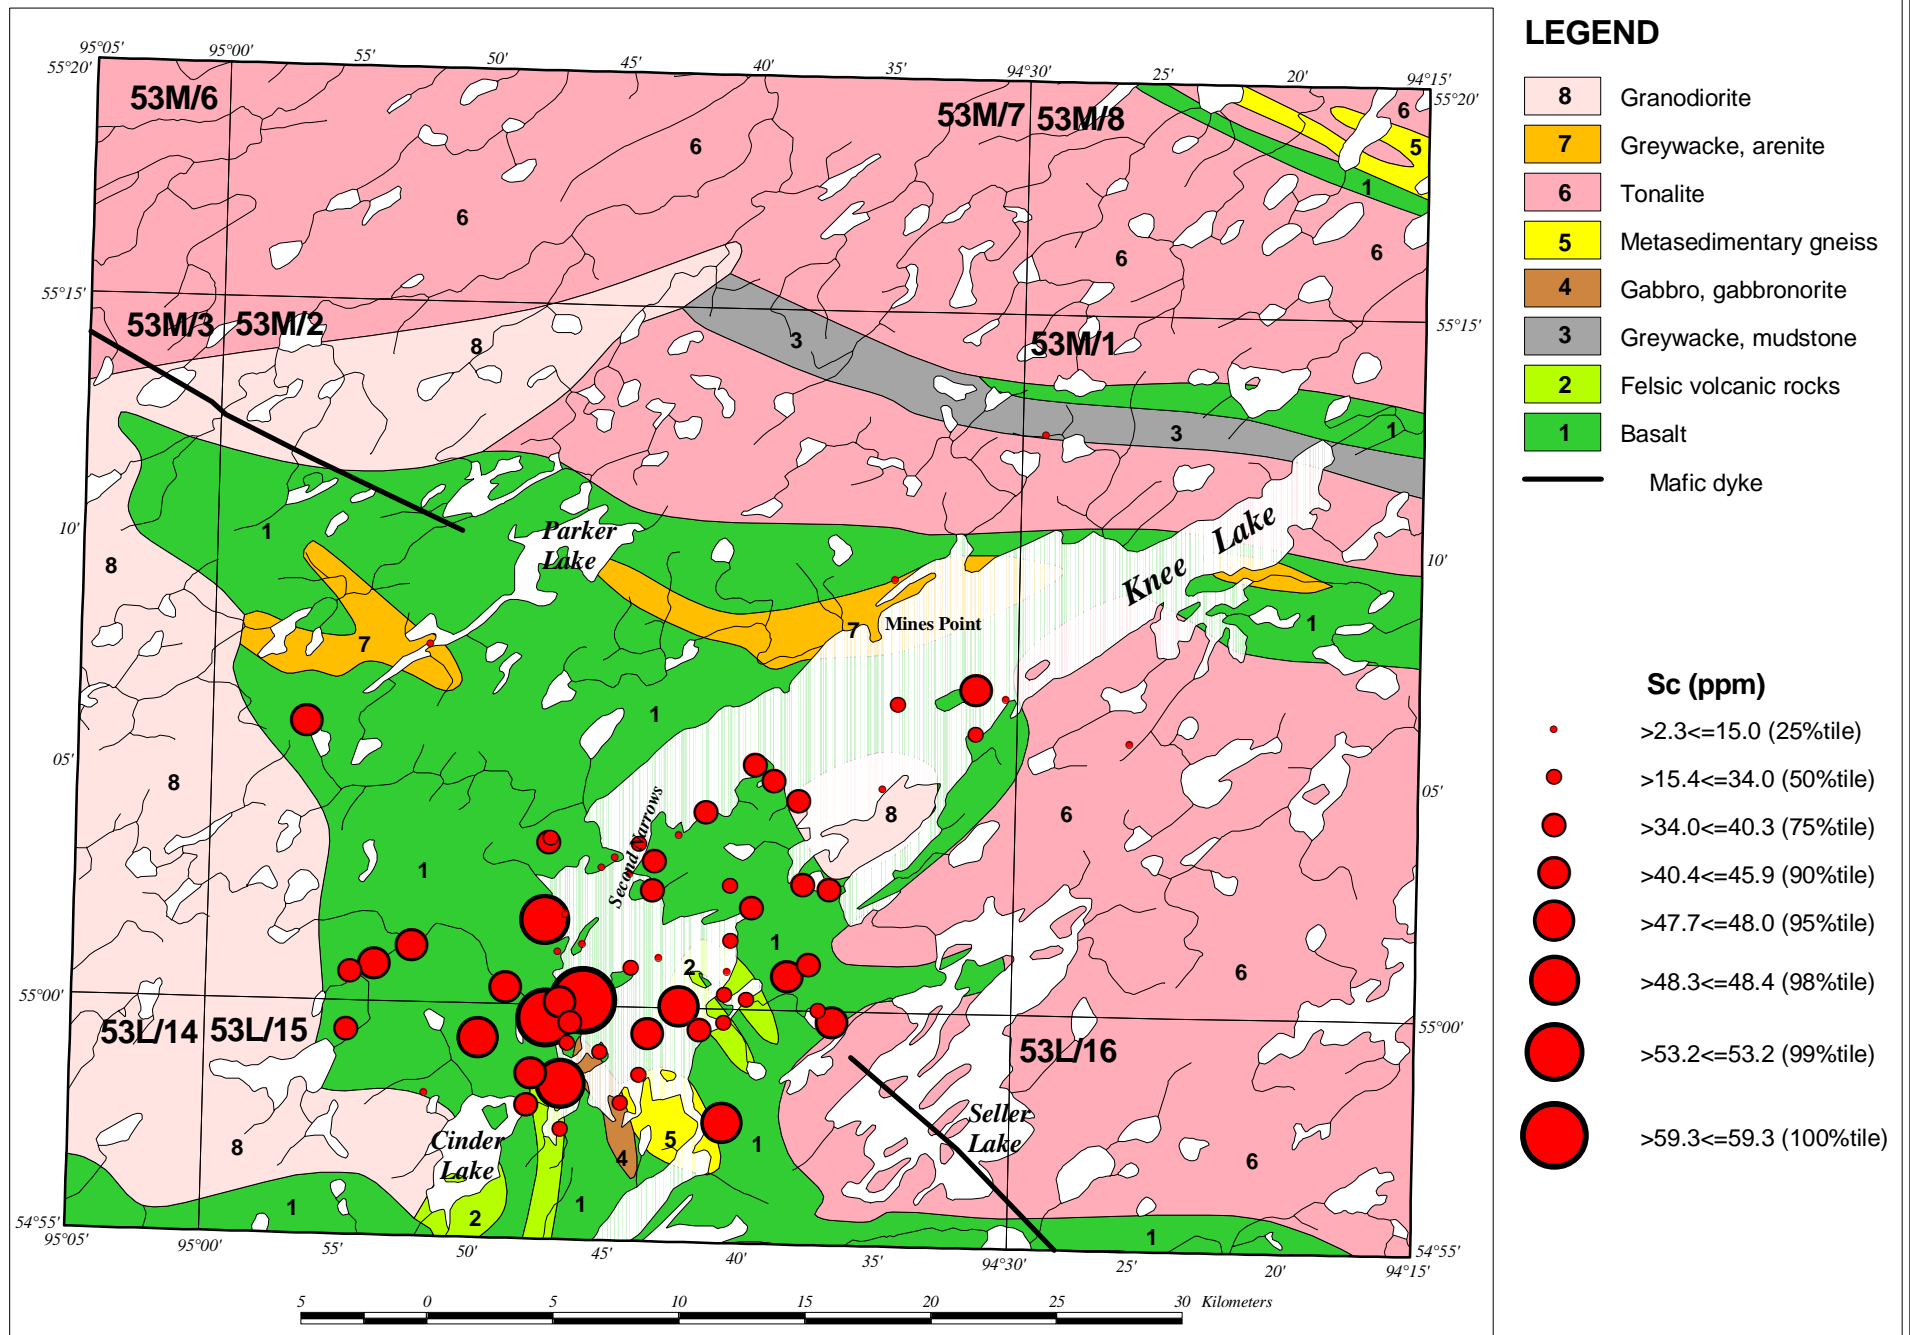 95°05'
95°00'
55'
50'
45'
40'
35'
94°30'
25'
20'
94°15'
55°20'
55°20'
53M/6
53M/7
53M/8
6
6
6
6
6
5
1
55°15'
55°15'
53M/3
53M/2
53M/1
8
3
3
1
10'
10'
1
8
Parker
Lake
Knee Lake
7
7
Mines Point
1
1
05'
05'
8
8
6
Second Narrows
1
1
2
6
55°00'
55°00'
53L/14
53L/15
53L/16
Cinder
Lake
Seller
Lake
8
5
4
1
6
1
2
1
1
54°55'
54°55'
95°05'
95°00'
55'
50'
45'
40'
35'
94°30'
25'
20'
94°15'
5
0
5
10
15
20
25
30
Kilometers
LEGEND
8 Granodiorite
7 Greywacke, arenite
6 Tonalite
5 Metasedimentary gneiss
4 Gabbro, gabbronorite
3 Greywacke, mudstone
2 Felsic volcanic rocks
1 Basalt
Mafic dyke
Sc (ppm)
>2.3<=15.0 (25%tile)
>15.4<=34.0 (50%tile)
>34.0<=40.3 (75%tile)
>40.4<=45.9 (90%tile)
>47.7<=48.0 (95%tile)
>48.3<=48.4 (98%tile)
>53.2<=53.2 (99%tile)
>59.3<=59.3 (100%tile)